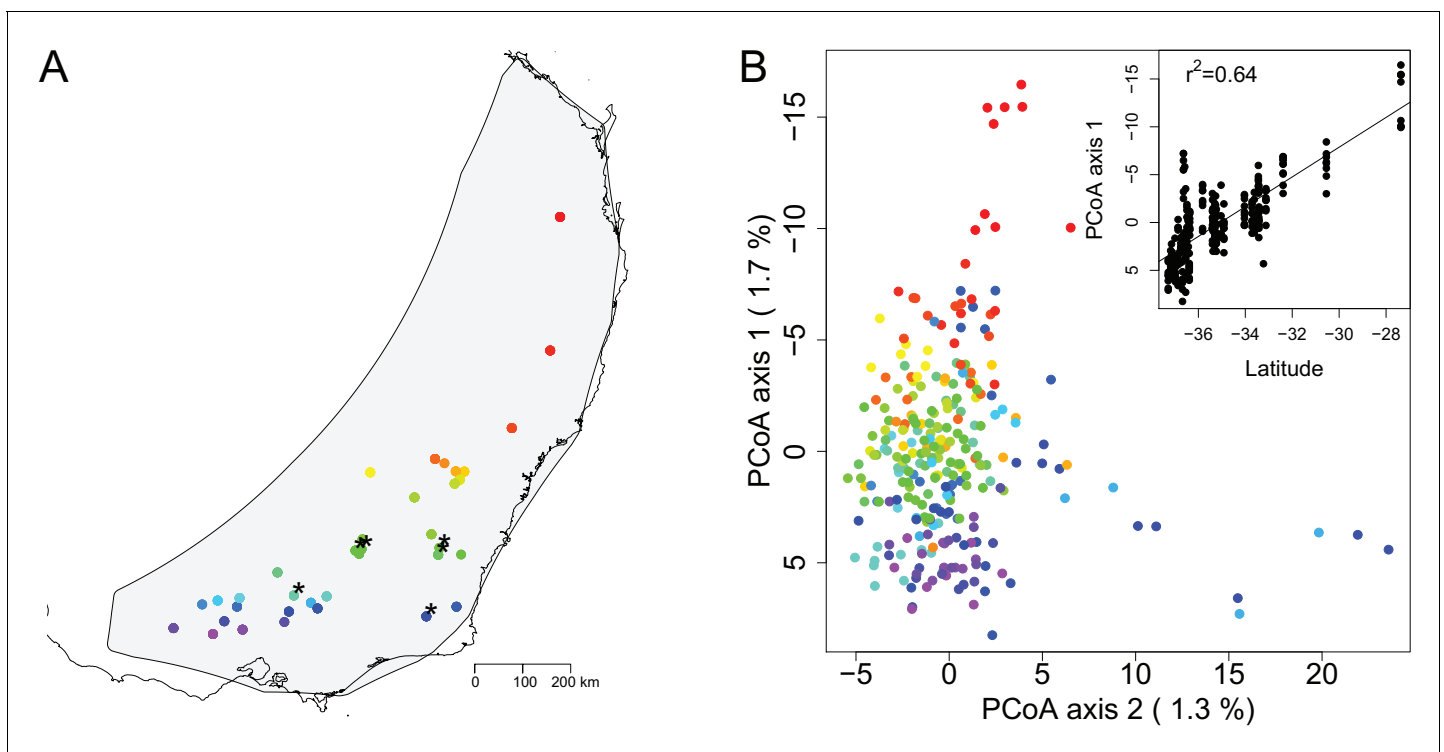 A
0 100 200 km
B
PCoA axis 1 ( 1.7 %)
−15
−10
−5
0
5
−5 0 5 10 15 20
PCoA axis 2 ( 1.3 %)
r2=0.64
PCoA axis 1
−15
−10
−5
0
5
−36 −34 −32 −30 −28
Latitude